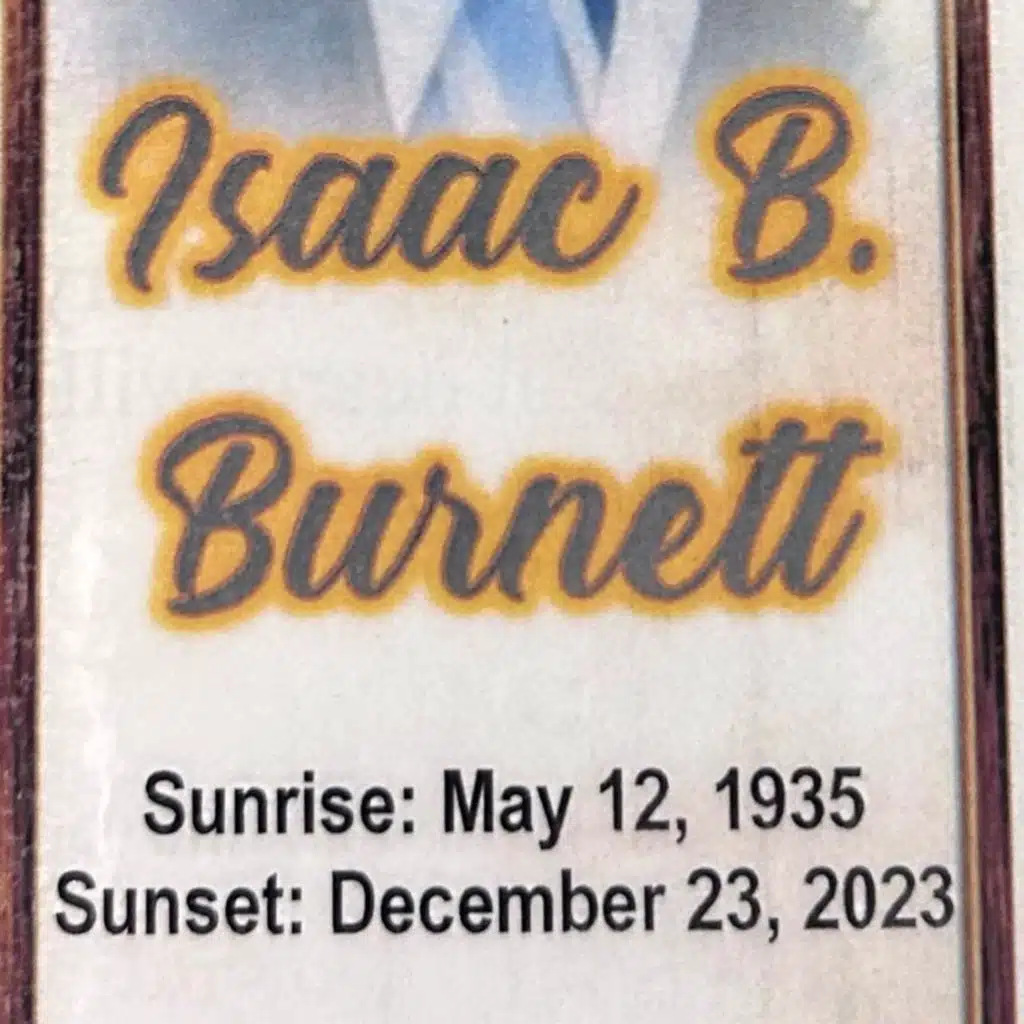 Isaac B.
Burnett
Sunrise: May 12, 1935
Sunset: December 23, 2023